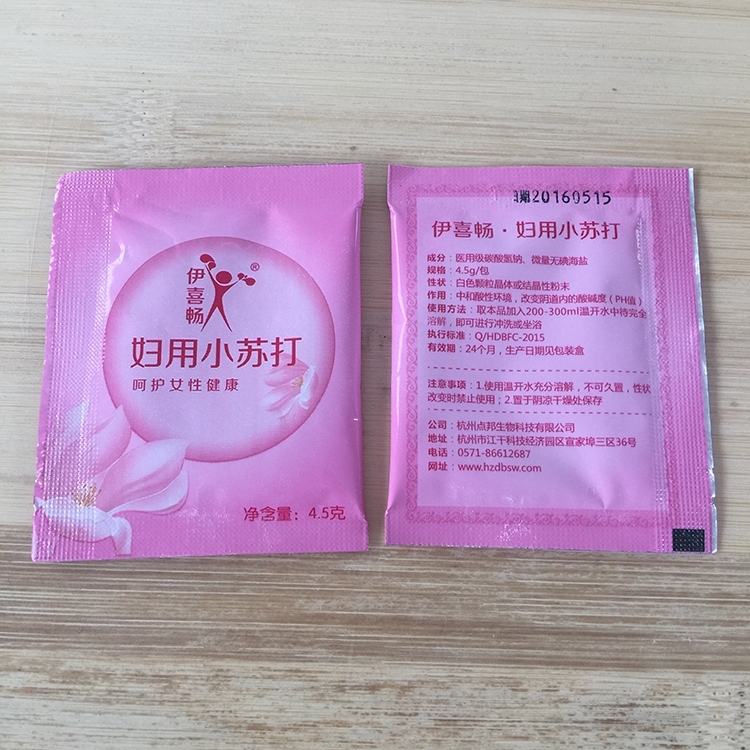 伊喜畅
®
妇用小苏打
呵护女性健康
净含量：4.5克
20160515
伊喜畅·妇用小苏打
成分：医用级碳酸氢钠、微量无碘海盐
规格：4.5g/包
性状：白色颗粒晶体或结晶性粉末
作用：中和酸性环境，改变阴道内的酸碱度（PH值）
使用方法：取本品加入200-300ml温开水中待完全
溶解，即可进行冲洗或坐浴
执行标准：Q/HDBFC-2015
有效期：24个月，生产日期见包装盒
注意事项：1.使用温开水充分溶解，不可久置，性状
改变时禁止使用；2.置于阴凉干燥处保存
公司：杭州点邦生物科技有限公司
地址：杭州市江干科技经济园区宣家埠三区36号
电话：0571-86612687
网址：www.hzdbsw.com